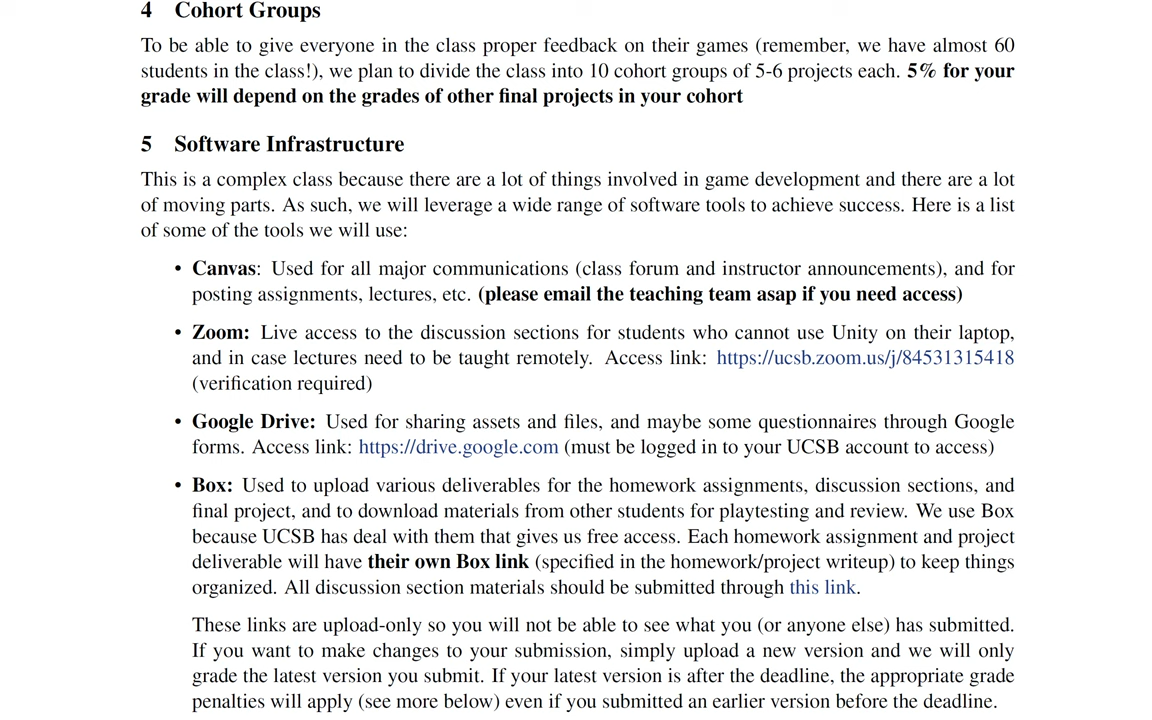 4 Cohort Groups
To be able to give everyone in the class proper feedback on their games (remember, we have almost 60
students in the class!), we plan to divide the class into 10 cohort groups of 5-6 projects each. 5% for your
grade will depend on the grades of other final projects in your cohort
5 Software Infrastructure
This is a complex class because there are a lot of things involved in game development and there are a lot
of moving parts. As such, we will leverage a wide range of software tools to achieve success. Here is a list
of some of the tools we will use:
• Canvas: Used for all major communications (class forum and instructor announcements), and for
posting assignments, lectures, etc. (please email the teaching team asap if you need access)
• Zoom: Live access to the discussion sections for students who cannot use Unity on their laptop,
and in case lectures need to be taught remotely. Access link: https://ucsb.zoom.us/j/84531315418
(verification required)
• Google Drive: Used for sharing assets and files, and maybe some questionnaires through Google
forms. Access link: https://drive.google.com (must be logged in to your UCSB account to access)
• Box: Used to upload various deliverables for the homework assignments, discussion sections, and
final project, and to download materials from other students for playtesting and review. We use Box
because UCSB has deal with them that gives us free access. Each homework assignment and project
deliverable will have their own Box link (specified in the homework/project writeup) to keep things
organized. All discussion section materials should be submitted through this link.
These links are upload-only so you will not be able to see what you (or anyone else) has submitted.
If you want to make changes to your submission, simply upload a new version and we will only
grade the latest version you submit. If your latest version is after the deadline, the appropriate grade
penalties will apply (see more below) even if you submitted an earlier version before the deadline.